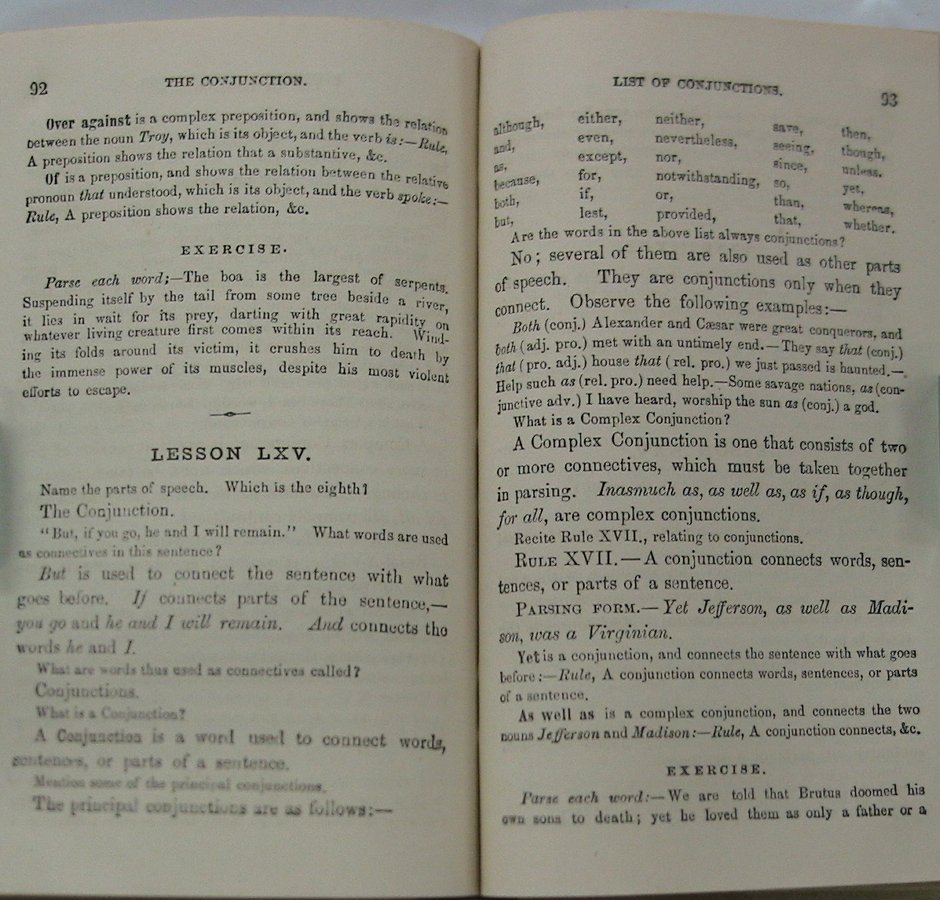 92
THE CONJUNCTION.
Over against is a complex preposition, and shows the relation
between the noun Troy, which is its object, and the verb is:—Rule,
A preposition shows the relation that a substantive, &c.
Of is a preposition, and shows the relation between the relative
pronoun that understood, which is its object, and the verb spoke:—
Rule, A preposition shows the relation, &c.
EXERCISE.
Parse each word;—The boa is the largest of serpents.
Suspending itself by the tail from some tree beside a river,
it lies in wait for its prey, darting with great rapidity on
whatever living creature first comes within its reach. Wind-
ing its folds around its victim, it crushes him to death by
the immense power of its muscles, despite his most violent
efforts to escape.
LESSON LXV.
Name the parts of speech. Which is the eighth?
The Conjunction.
"But, if you go, he and I will remain." What words are used
as connectives in this sentence?
But is used to connect the sentence with what
goes before. If connects parts of the sentence,—
you go and he and I will remain. And connects the
words he and I.
What are words thus used as connectives called?
Conjunctions.
What is a Conjunction?
A Conjunction is a word used to connect words,
sentences, or parts of a sentence.
Mention some of the principal conjunctions.
The principal conjunctions are as follows:—
LIST OF CONJUNCTIONS.
93
although, either, neither, save, then,
and, even, nevertheless, seeing, though,
as, except, nor, since, unless,
because, for, notwithstanding, so, yet,
both, if, or, than, whereas,
but, lest, provided, that, whether.
Are the words in the above list always conjunctions?
No; several of them are also used as other parts
of speech. They are conjunctions only when they
connect. Observe the following examples:—
Both (conj.) Alexander and Cæsar were great conquerors, and
both (adj. pro.) met with an untimely end.—They say that (conj.)
that (pro. adj.) house that (rel. pro.) we just passed is haunted.—
Help such as (rel. pro.) need help.—Some savage nations, as (con-
junctive adv.) I have heard, worship the sun as (conj.) a god.
What is a Complex Conjunction?
A Complex Conjunction is one that consists of two
or more connectives, which must be taken together
in parsing. Inasmuch as, as well as, as if, as though,
for all, are complex conjunctions.
Recite Rule XVII., relating to conjunctions.
RULE XVII.—A conjunction connects words, sen-
tences, or parts of a sentence.
PARSING FORM.—Yet Jefferson, as well as Madi-
son, was a Virginian.
Yet is a conjunction, and connects the sentence with what goes
before:—Rule, A conjunction connects words, sentences, or parts
of a sentence.
As well as is a complex conjunction, and connects the two
nouns Jefferson and Madison:—Rule, A conjunction connects, &c.
EXERCISE.
Parse each word:—We are told that Brutus doomed his
own sons to death; yet he loved them as only a father or a